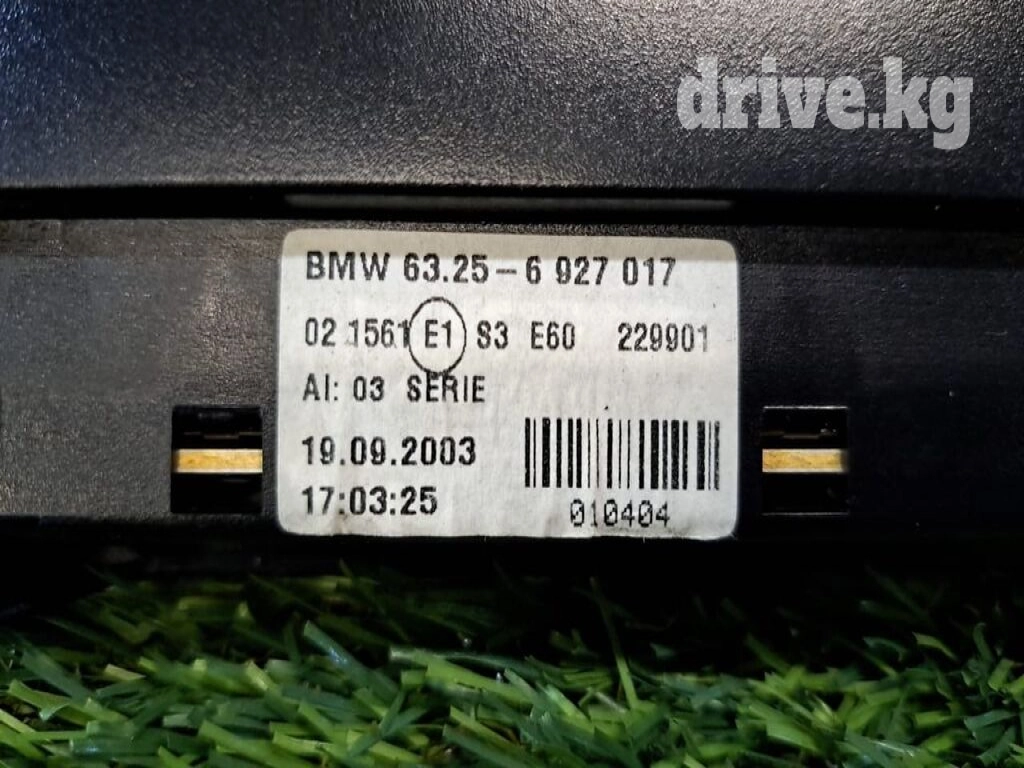 drive.kg
BMW 63.25-6 927 017
02 1561 E1 S3 E60 229901
AI: 03 SERIE
19.09.2003
17:03:25
010404